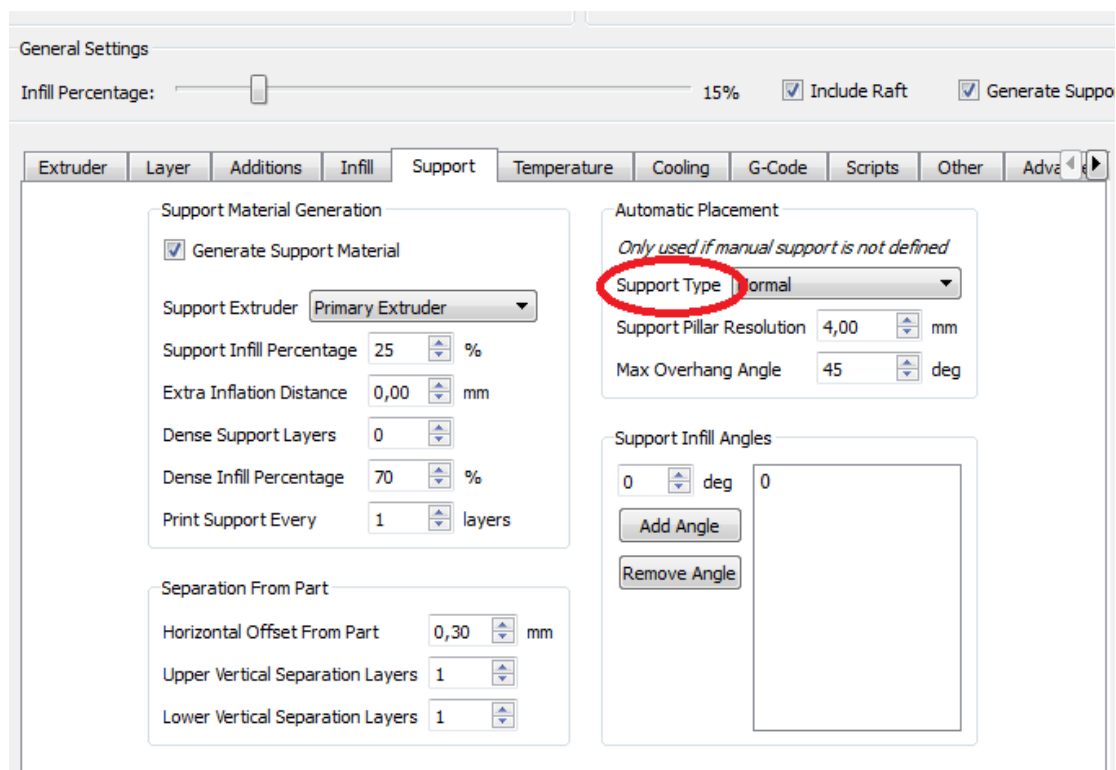 General Settings
Infill Percentage: 15% Include Raft Generate Suppo
Extruder Layer Additions Infill Support Temperature Cooling G-Code Scripts Other
Support Material Generation
Generate Support Material
Support Extruder Primary Extruder
Support Infill Percentage 25 %
Extra Inflation Distance 0,00 mm
Dense Support Layers 0
Dense Infill Percentage 70 %
Print Support Every 1 layers
Separation From Part
Horizontal Offset From Part 0,30 mm
Upper Vertical Separation Layers 1
Lower Vertical Separation Layers 1
Automatic Placement
Only used if manual support is not defined
Support Type Normal
Support Pillar Resolution 4,00 mm
Max Overhang Angle 45 deg
Support Infill Angles
0 deg 0
Add Angle
Remove Angle